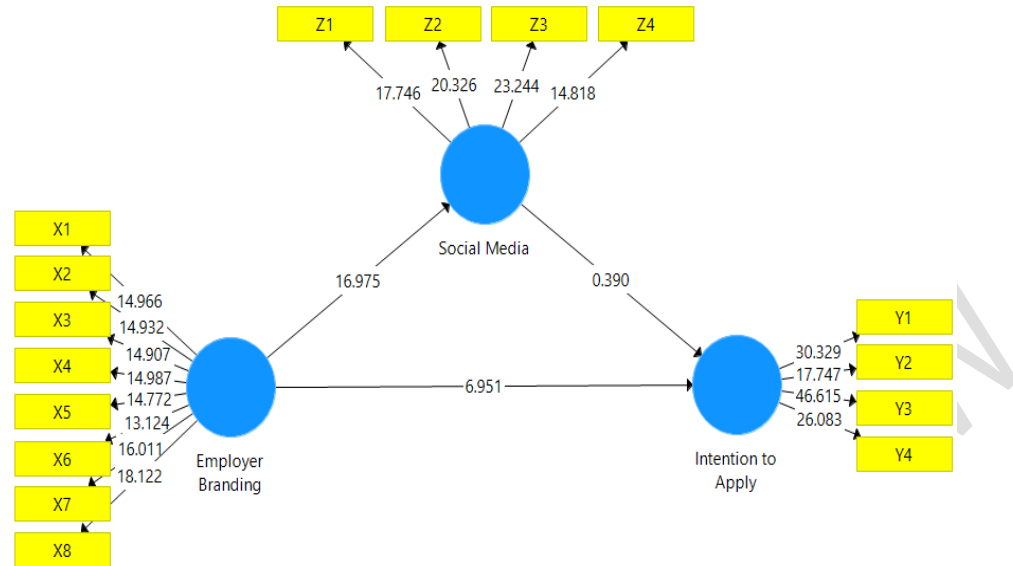 Z1 Z2 Z3 Z4
17.746 20.326 23.244 14.818
Social Media
X1
X2
X3
X4
X5
X6
X7
X8
14.966
14.932
14.907
14.987
14.772
13.124
16.011
18.122
Employer
Branding
16.975
0.390
6.951
Intention to
Apply
30.329
17.747
46.615
26.083
Y1
Y2
Y3
Y4